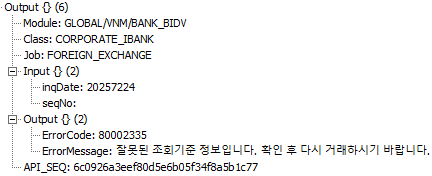 Output {} (6)
Module: GLOBAL/VNM/BANK_BIDV
Class: CORPORATE_IBANK
Job: FOREIGN_EXCHANGE
Input {} (2)
inqDate: 20257224
seqNo:
Output {} (2)
ErrorCode: 80002335
ErrorMessage: 잘못된 조회기준 정보입니다. 확인 후 다시 거래하시기 바랍니다.
API_SEQ: 6c0926a3eef80d5e6b05f34f8a5b1c77